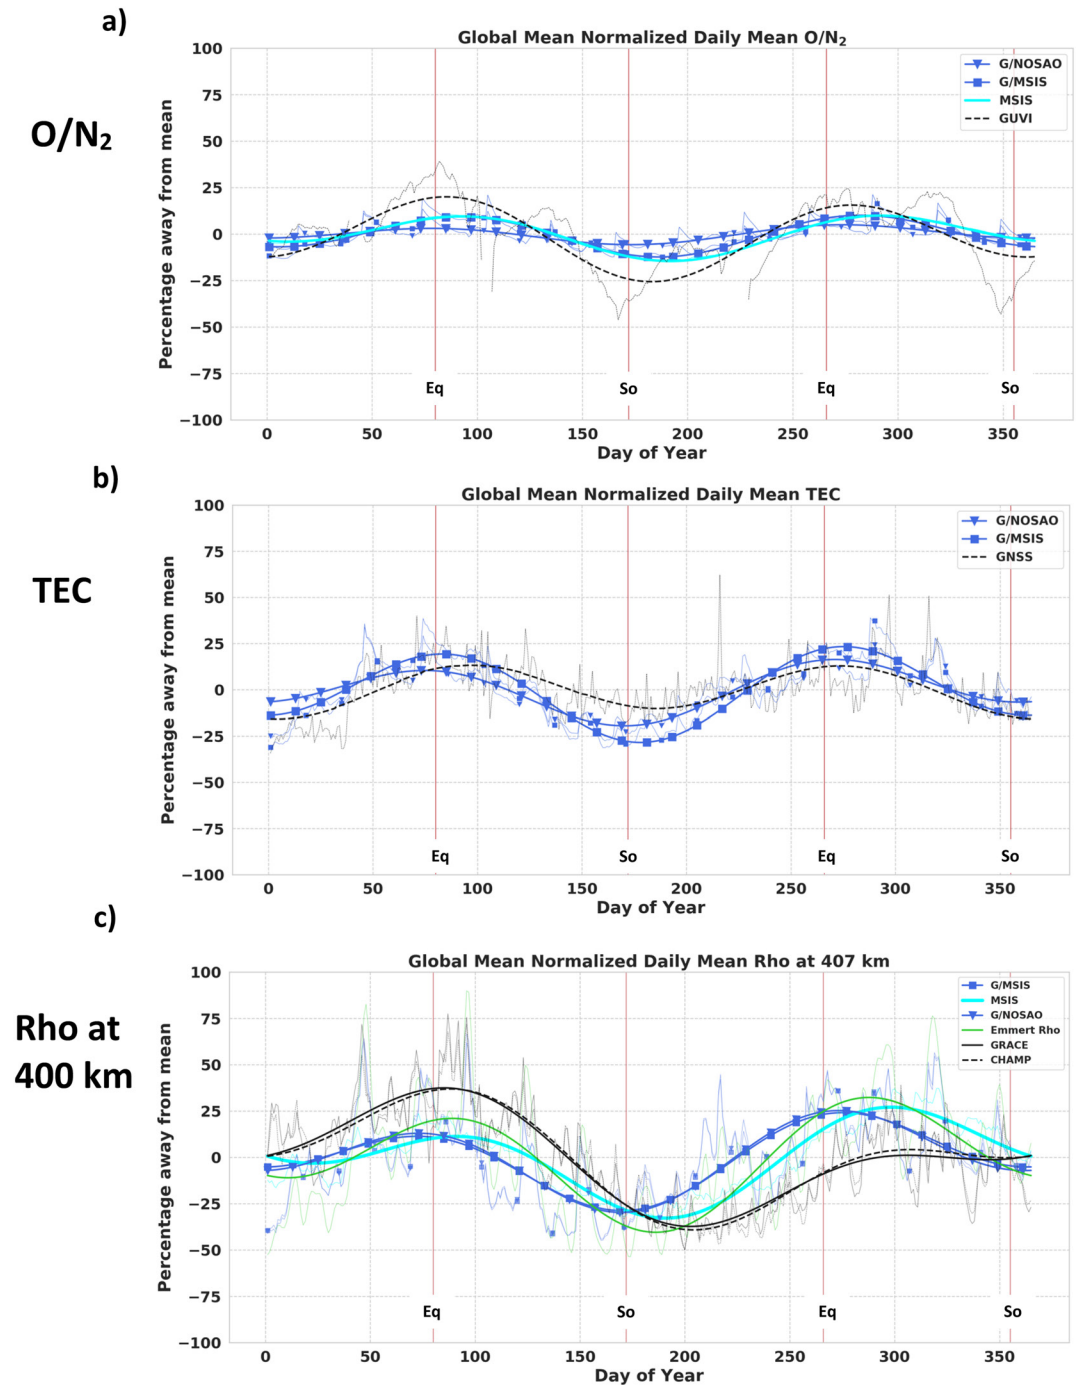 a)
Global Mean Normalized Daily Mean O/N₂
O/N₂
Percentage away from mean
100
75
50
25
0
−25
−50
−75
−100
G/NOSAO
G/MSIS
MSIS
GUVI
Eq
So
Eq
So
0 50 100 150 200 250 300 350
Day of Year
b)
Global Mean Normalized Daily Mean TEC
TEC
Percentage away from mean
100
75
50
25
0
−25
−50
−75
−100
G/NOSAO
G/MSIS
GNSS
Eq
So
Eq
So
0 50 100 150 200 250 300 350
Day of Year
c)
Global Mean Normalized Daily Mean Rho at 407 km
Rho at
400 km
Percentage away from mean
100
75
50
25
0
−25
−50
−75
−100
G/MSIS
MSIS
G/NOSAO
Emmert Rho
GRACE
CHAMP
Eq
So
Eq
So
0 50 100 150 200 250 300 350
Day of Year